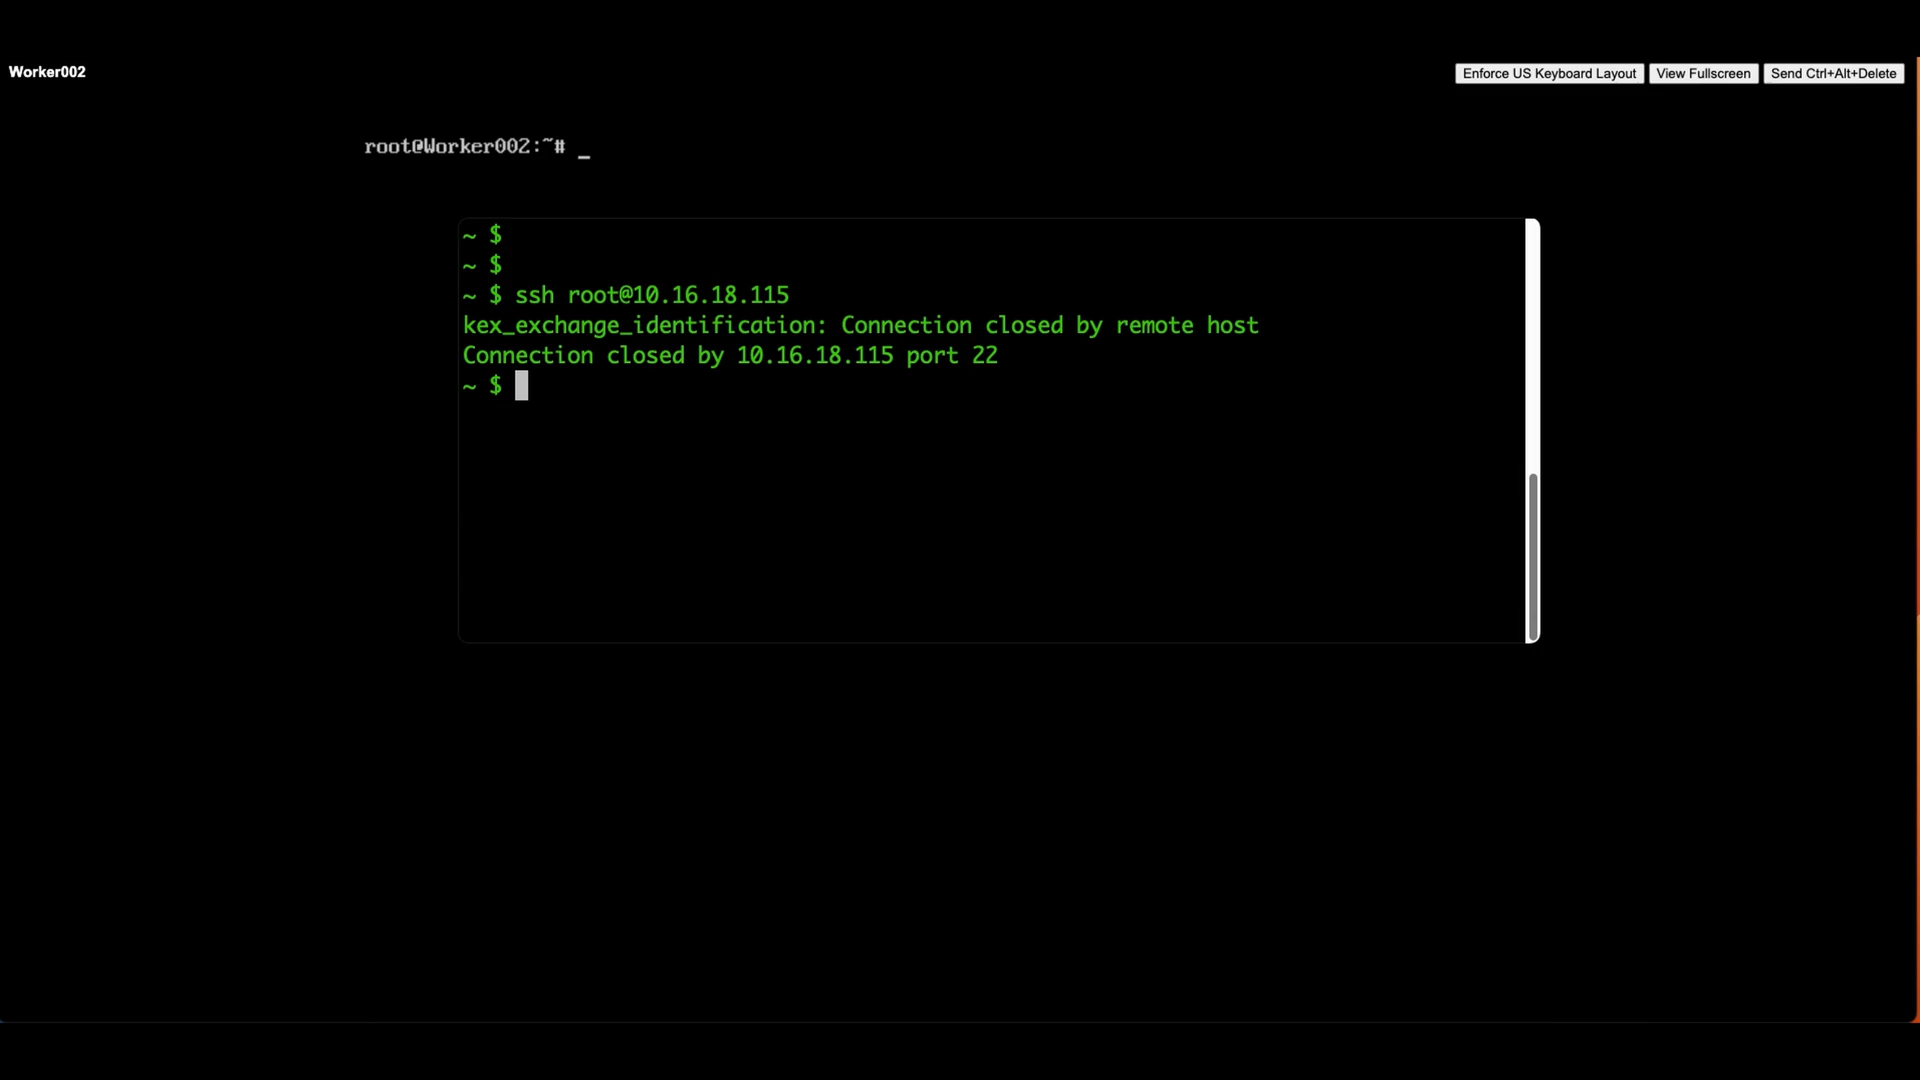 Worker002
Enforce US Keyboard Layout View Fullscreen Send Ctrl+Alt+Delete
root@Worker002:~# _
~ $
~ $
~ $ ssh root@10.16.18.115
kex_exchange_identification: Connection closed by remote host
Connection closed by 10.16.18.115 port 22
~ $